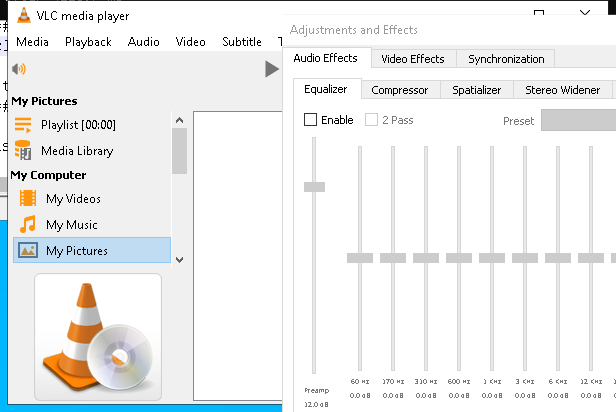 VLC media player
Media Playback Audio Video Subtitle
My Pictures
Playlist [00:00]
Media Library
My Computer
My Videos
My Music
My Pictures
Adjustments and Effects
Audio Effects Video Effects Synchronization
Equalizer Compressor Spatializer Stereo Widener
Enable 2 Pass Preset
60 Hz 170 Hz 310 Hz 600 Hz 1 KHz 3 KHz 6 KHz 12 KHz
Preamp 0.0 dB 0.0 dB 0.0 dB 0.0 dB 0.0 dB 0.0 dB 0.0 dB 0.0 dB
12.0 dB